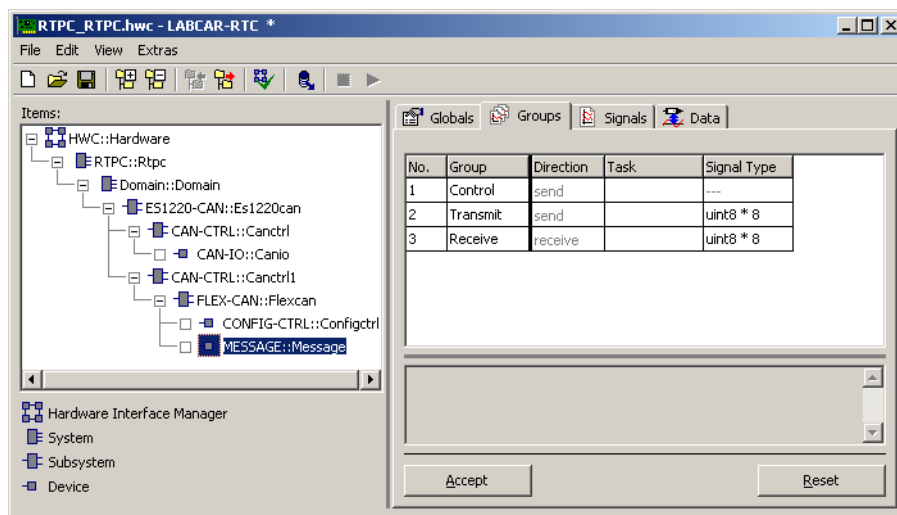 RTPC_RTPC.hwc - LABCAR-RTC *
File Edit View Extras
Items:
HWC::Hardware
RTPC::Rtpc
Domain::Domain
ES1220-CAN::Es1220can
CAN-CTRL::Canctrl
CAN-IO::Canio
CAN-CTRL::Canctrl1
FLEX-CAN::Flexcan
CONFIG-CTRL::Configctrl
MESSAGE::Message
Hardware Interface Manager
System
Subsystem
Device
Globals Groups Signals Data
No. Group Direction Task Signal Type
1 Control send ---
2 Transmit send uint8 * 8
3 Receive receive uint8 * 8
Accept Reset